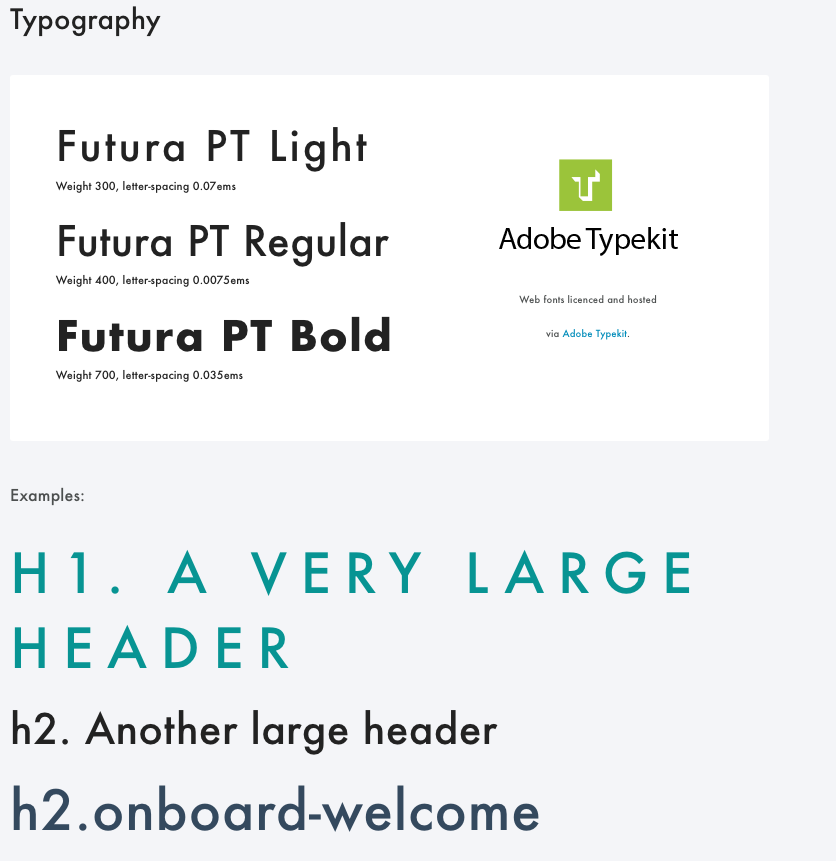 Typography
Futura PT Light
Weight 300, letter-spacing 0.07ems
Futura PT Regular
Weight 400, letter-spacing 0.0075ems
Futura PT Bold
Weight 700, letter-spacing 0.035ems
Adobe Typekit
Web fonts licenced and hosted
via Adobe Typekit.
Examples:
H1. A VERY LARGE
HEADER
h2. Another large header
h2.onboard-welcome